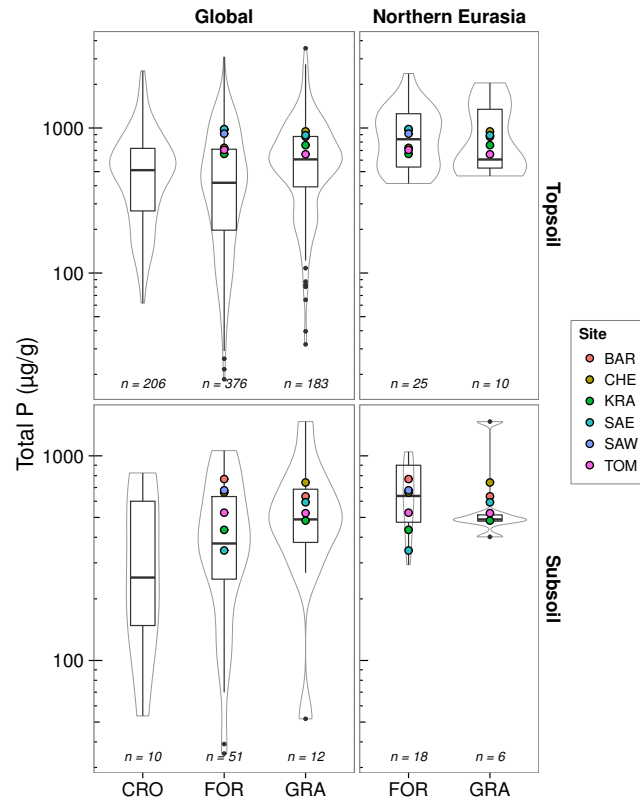 Global Northern Eurasia
1000
100
n = 206 n = 376 n = 183 n = 25 n = 10
Topsoil
Total P (µg/g)
Site
BAR
CHE
KRA
SAE
SAW
TOM
1000
100
n = 10 n = 51 n = 12 n = 18 n = 6
Subsoil
CRO FOR GRA FOR GRA